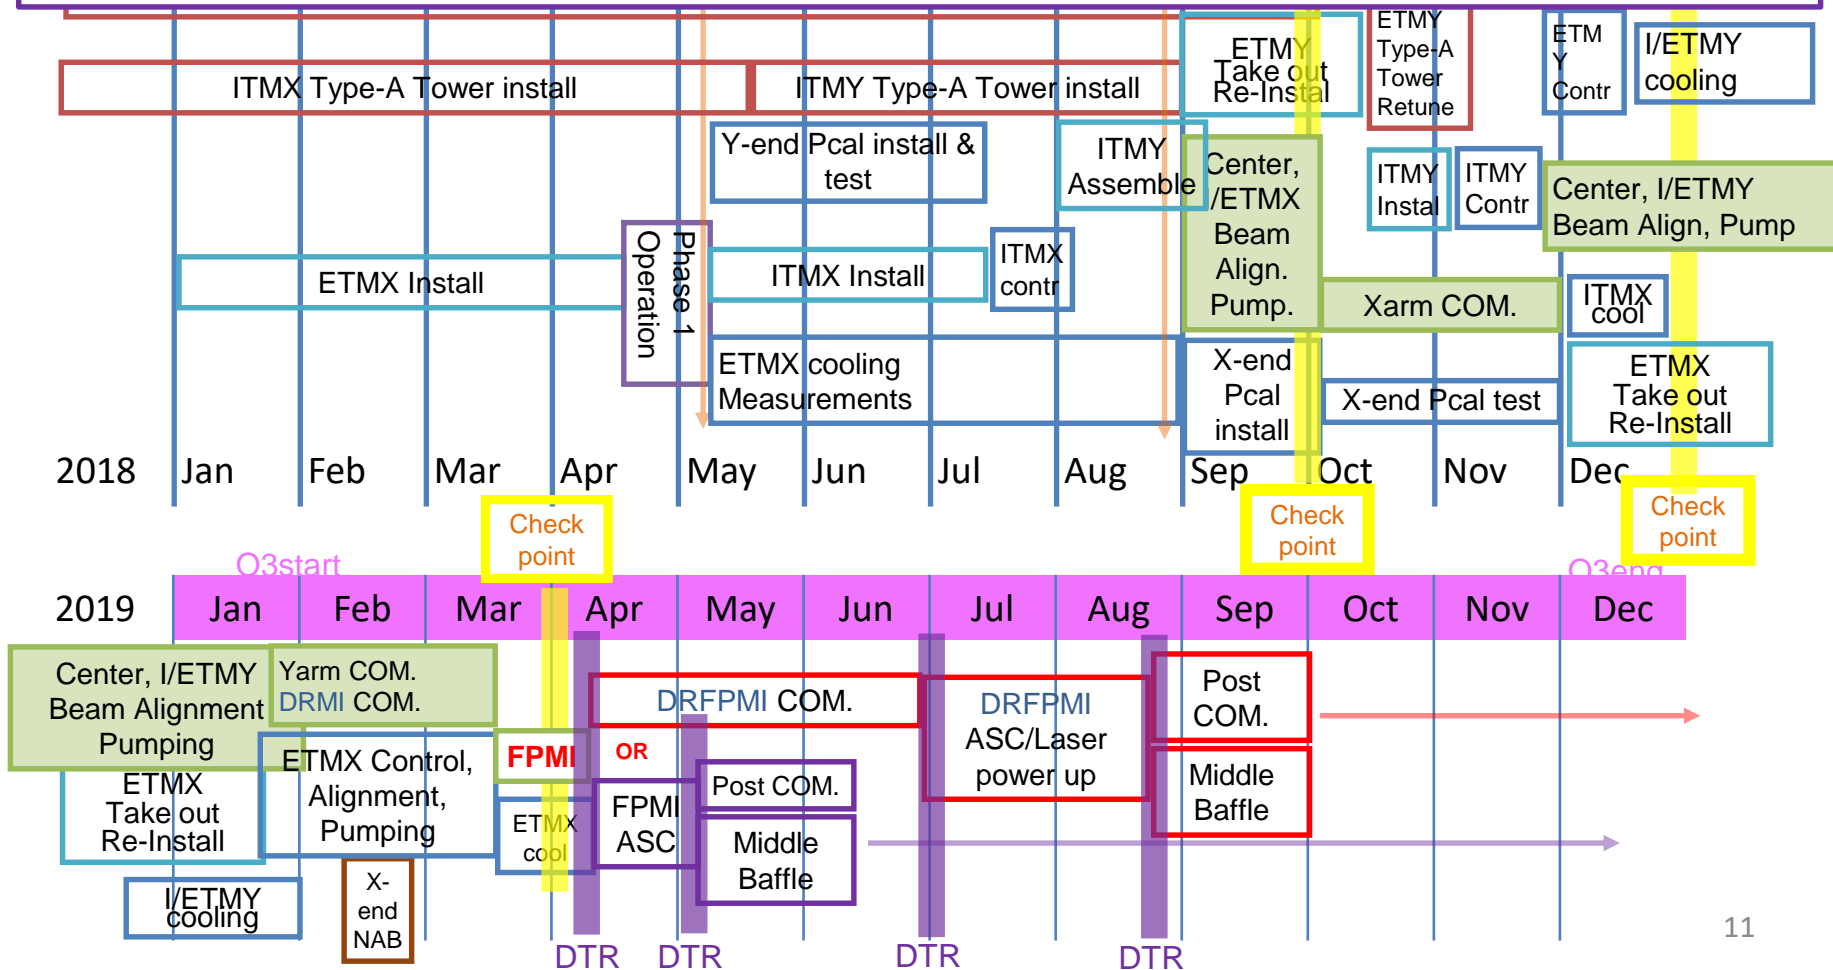 ETMY
Take out
Re-Instal
ETMY
Type-A
Tower
Retune
ETM
Y
Contr
I/ETMY
cooling
ITMX Type-A Tower install
ITMY Type-A Tower install
Y-end Pcal install &
test
ITMY
Assemble
Center,
I/ETMX
Beam
Align.
Pump.
ITMY
Instal
ITMY
Contr
Center, I/ETMY
Beam Align, Pump
ETMX Install
Phase 1
Operation
ITMX Install
ITMX
contr
Xarm COM.
ITMX
cool
ETMX cooling
Measurements
X-end
Pcal
install
X-end Pcal test
ETMX
Take out
Re-Install
2018 Jan Feb Mar Apr May Jun Jul Aug Sep Oct Nov Dec
Check
point
Check
point
Check
point
O3start
O3end
2019 Jan Feb Mar Apr May Jun Jul Aug Sep Oct Nov Dec
Center, I/ETMY
Beam Alignment
Pumping
Yarm COM.
DRMI COM.
DRFPMI COM.
DRFPMI
ASC/Laser
power up
Post
COM.
ETMX
Take out
Re-Install
ETMX Control,
Alignment,
Pumping
FPMI
OR
ETMX
cool
FPMI
ASC
Post COM.
Middle
Baffle
Middle
Baffle
I/ETMY
cooling
X-
end
NAB
DTR
DTR
DTR
DTR
11